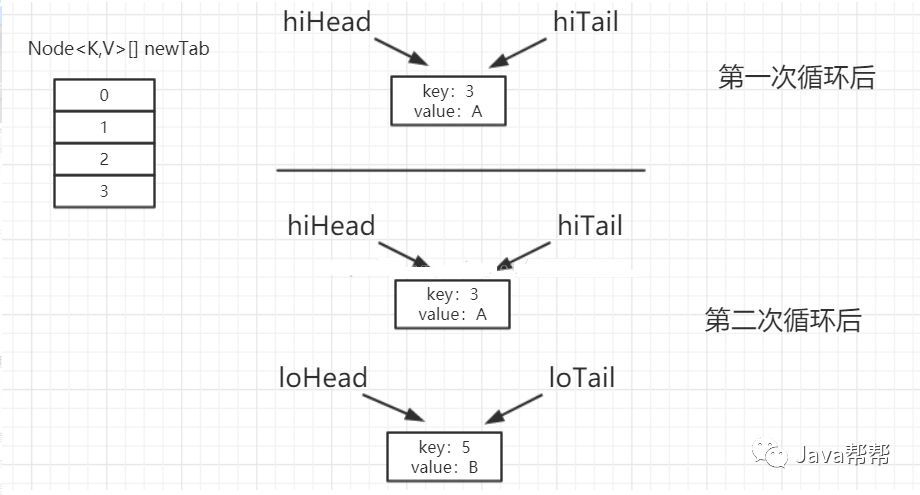 hiHead hiTail
Node<K,V>[] newTab
第一次循环后
key: 3
value: A
0
1
2
3
hiHead hiTail
key: 3
value: A
第二次循环后
loHead loTail
key: 5
value: B
Java帮帮